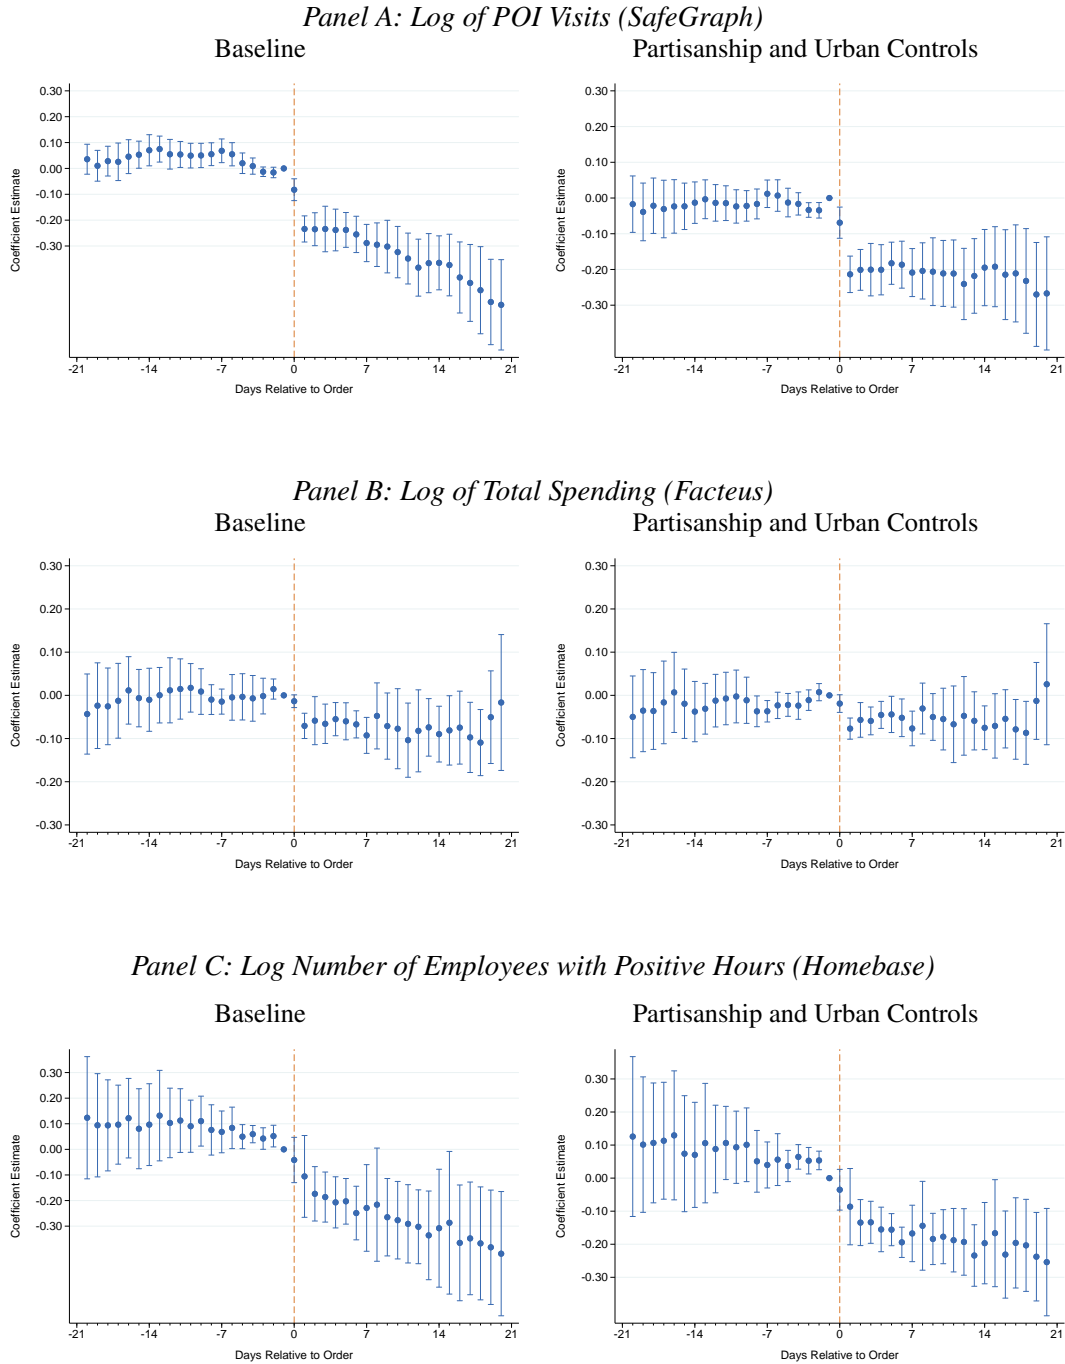 Panel A: Log of POI Visits (SafeGraph)
Baseline
Partisanship and Urban Controls
0.30
0.20
0.10
0.00
-0.10
-0.20
-0.30
Coefficient Estimate
-21 -14 -7 0 7 14 21
Days Relative to Order
0.30
0.20
0.10
0.00
-0.10
-0.20
-0.30
Coefficient Estimate
-21 -14 -7 0 7 14 21
Days Relative to Order
Panel B: Log of Total Spending (Facteus)
Baseline
Partisanship and Urban Controls
0.30
0.20
0.10
0.00
-0.10
-0.20
-0.30
Coefficient Estimate
-21 -14 -7 0 7 14 21
Days Relative to Order
0.30
0.20
0.10
0.00
-0.10
-0.20
-0.30
Coefficient Estimate
-21 -14 -7 0 7 14 21
Days Relative to Order
Panel C: Log Number of Employees with Positive Hours (Homebase)
Baseline
Partisanship and Urban Controls
0.30
0.20
0.10
0.00
-0.10
-0.20
-0.30
Coefficient Estimate
-21 -14 -7 0 7 14 21
Days Relative to Order
0.30
0.20
0.10
0.00
-0.10
-0.20
-0.30
Coefficient Estimate
-21 -14 -7 0 7 14 21
Days Relative to Order